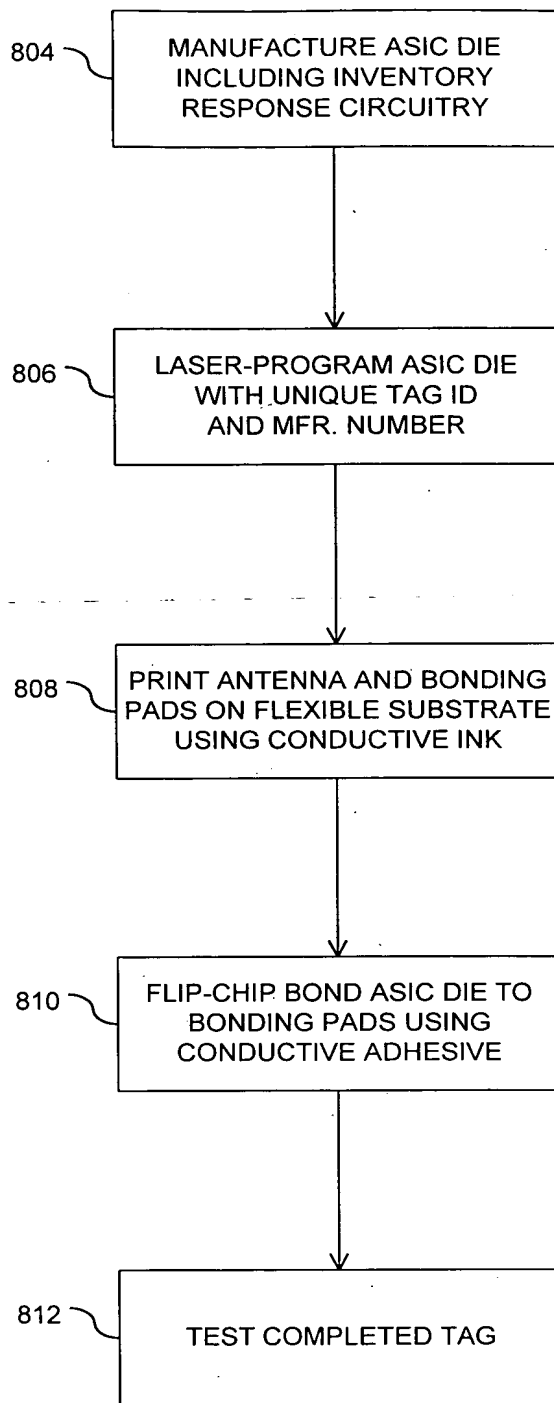 804
MANUFACTURE ASIC DIE
INCLUDING INVENTORY
RESPONSE CIRCUITRY
806
LASER-PROGRAM ASIC DIE
WITH UNIQUE TAG ID
AND MFR. NUMBER
808
PRINT ANTENNA AND BONDING
PADS ON FLEXIBLE SUBSTRATE
USING CONDUCTIVE INK
810
FLIP-CHIP BOND ASIC DIE TO
BONDING PADS USING
CONDUCTIVE ADHESIVE
812
TEST COMPLETED TAG